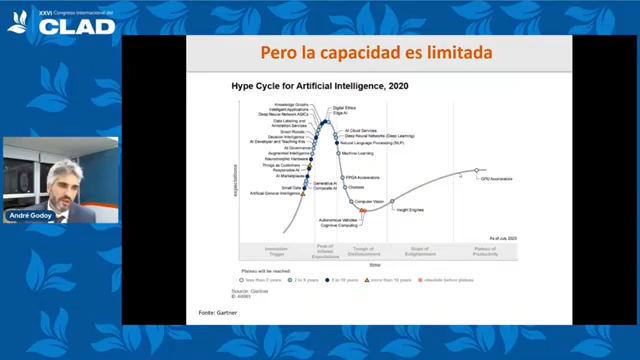 XXVI Congreso Internacional del
CLAD
Pero la capacidad es limitada
Hype Cycle for Artificial Intelligence, 2020
expectations
Knowledge Graphs
Intelligent Applications
Deep Neural Network ASICs
Data Labeling and
Annotation Services
Smart Robots
Decision Intelligence
AI Developer and Teaching Kits
AI Governance
Augmented Intelligence
Neuromorphic Hardware
Things as Customers
Responsible AI
AI Marketplaces
Small Data
Generative AI
Composite AI
Artificial General Intelligence
Digital Ethics
Edge AI
AI Cloud Services
Deep Neural Networks (Deep Learning)
Natural Language Processing (NLP)
Machine Learning
FPGA Accelerators
Chatbots
Computer Vision
Autonomous Vehicles
Cognitive Computing
Insight Engines
GPU Accelerators
As of July 2020
Innovation
Trigger
Peak of
Inflated
Expectations
Trough of
Disillusionment
Slope of
Enlightenment
Plateau of
Productivity
time
Plateau will be reached:
less than 2 years
2 to 5 years
5 to 10 years
more than 10 years
obsolete before plateau
Source: Gartner
Fonte: Gartner
André Godoy